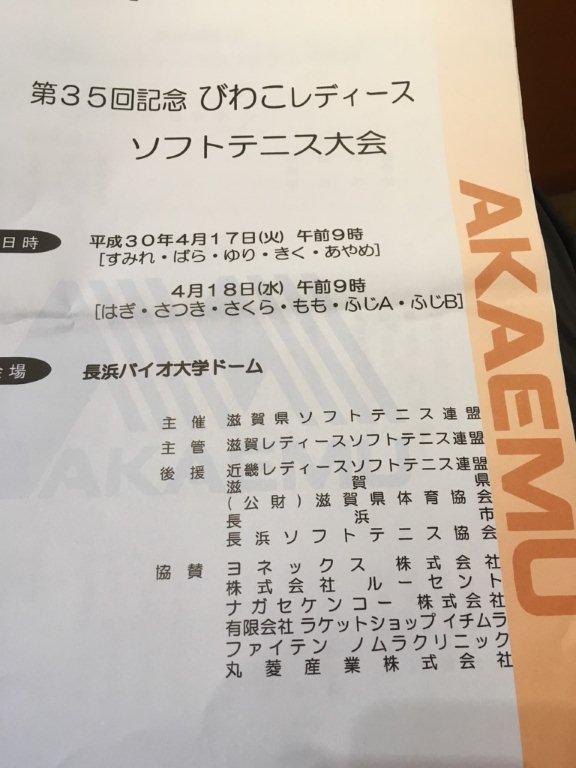 第35回記念 びわこレディース
ソフトテニス大会
日時 平成30年4月17日(火) 午前9時
[すみれ・ばら・ゆり・きく・あやめ]
4月18日(水) 午前9時
[はぎ・さつき・さくら・もも・ふじA・ふじB]
場 長浜バイオ大学ドーム
主催 滋賀県ソフトテニス連盟
主管 滋賀レディースソフトテニス連盟
後援 近畿レディースソフトテニス連盟
滋賀県
(公財)滋賀県体育協会
長浜市
長浜ソフトテニス協会
協賛 ヨネックス 株式会社
株式会社 ルーセント
ナガセケンコー 株式会社
有限会社 ラケットショップイチムラ
ファイテン ノムラクリニック
丸菱産業株式会社
AKAEMU
AKAEMU